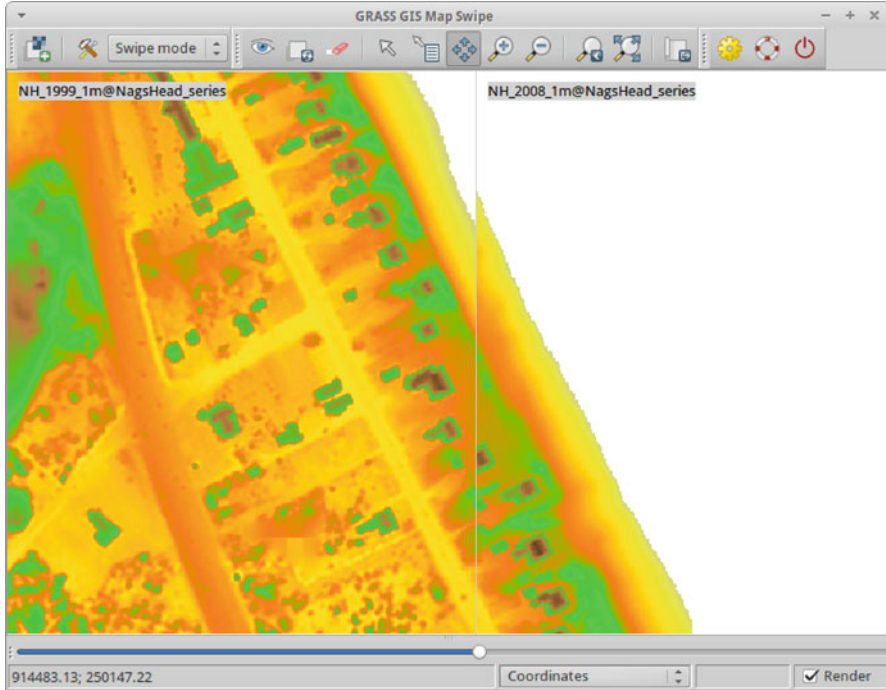 GRASS GIS Map Swipe
Swipe mode
NH_1999_1m@NagsHead_series
NH_2008_1m@NagsHead_series
914483.13; 250147.22
Coordinates
Render